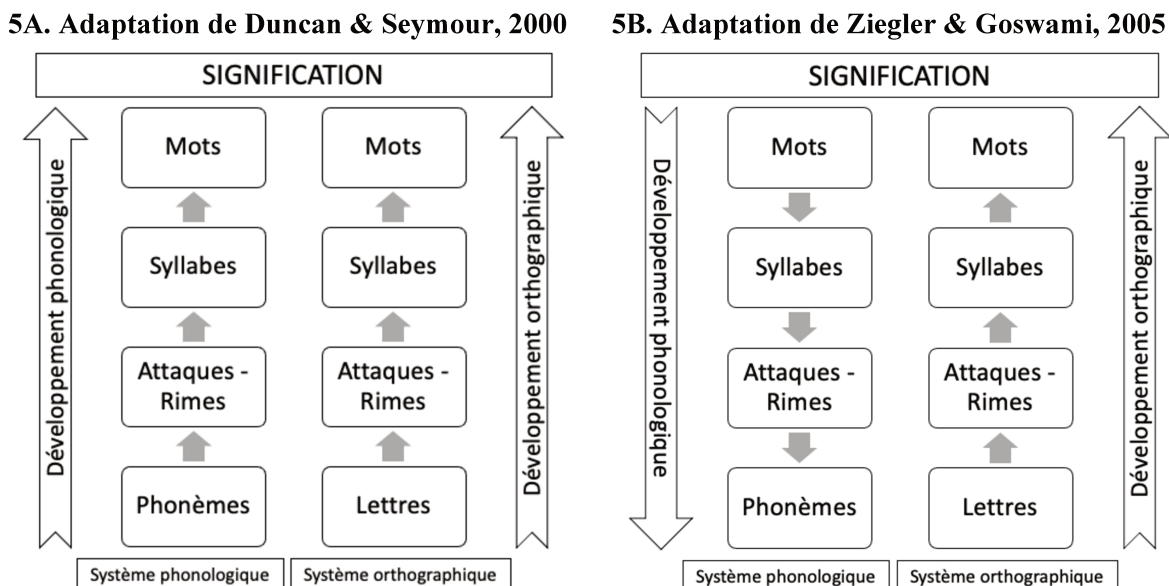 5A. Adaptation de Duncan & Seymour, 2000
SIGNIFICATION
Développement phonologique
Mots
Mots
Syllabes
Syllabes
Attaques -
Rimes
Attaques -
Rimes
Phonèmes
Lettres
Développement orthographique
Système phonologique
Système orthographique
5B. Adaptation de Ziegler & Goswami, 2005
SIGNIFICATION
Développement phonologique
Mots
Mots
Syllabes
Syllabes
Attaques -
Rimes
Attaques -
Rimes
Phonèmes
Lettres
Développement orthographique
Système phonologique
Système orthographique